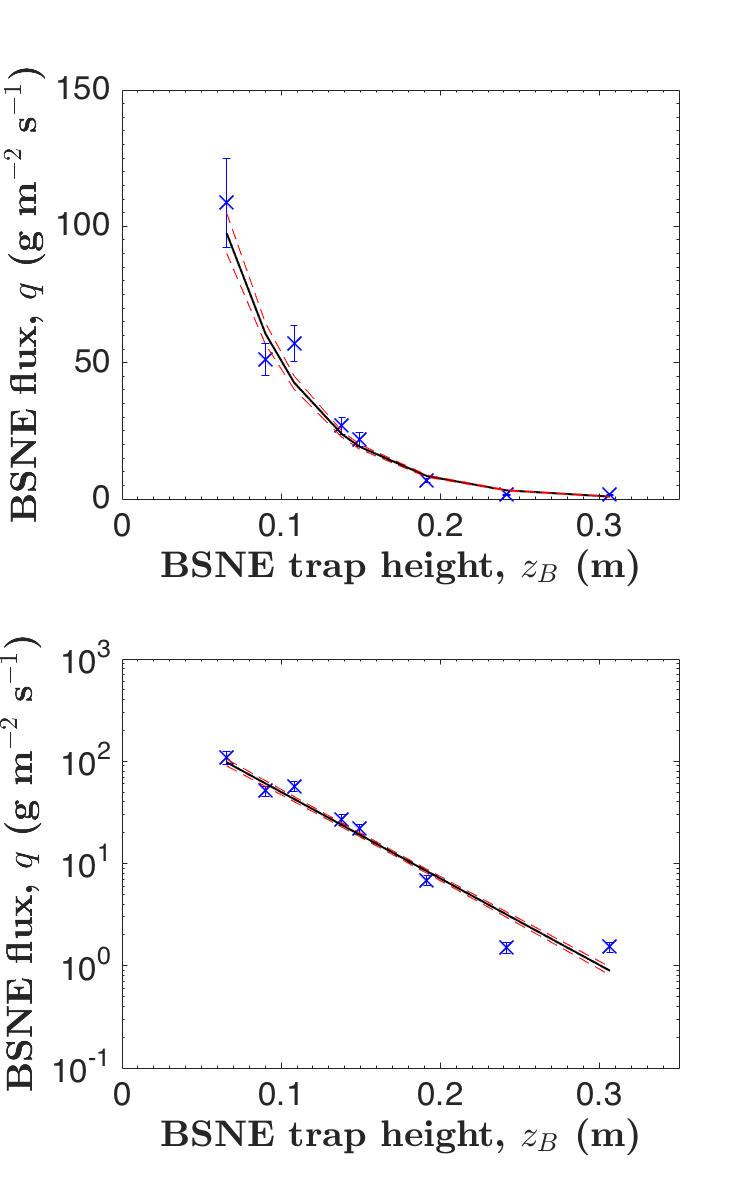 BSNE flux, q (g m⁻² s⁻¹)
150
100
50
0
0 0.1 0.2 0.3
BSNE trap height, z_B (m)
BSNE flux, q (g m⁻² s⁻¹)
10³
10²
10¹
10⁰
10⁻¹
0 0.1 0.2 0.3
BSNE trap height, z_B (m)